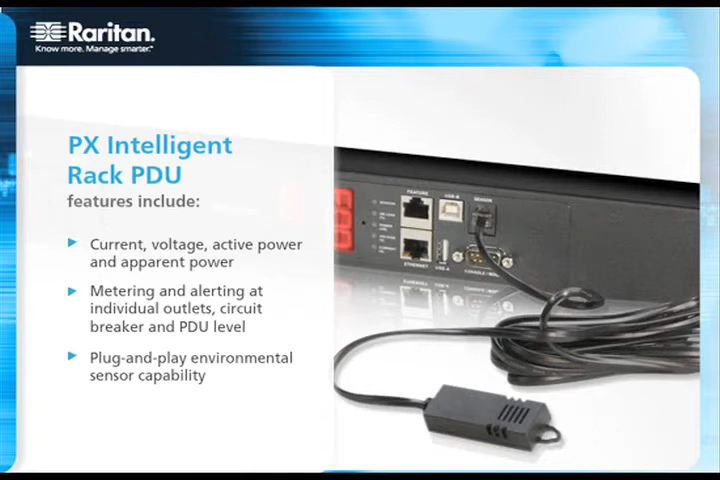 Raritan.
Know more. Manage smarter.™
PX Intelligent
Rack PDU
features include:
Current, voltage, active power
and apparent power
Metering and alerting at
individual outlets, circuit
breaker and PDU level
Plug-and-play environmental
sensor capability
FEATURE
USB-B
SENSOR
ETHERNET
USB A